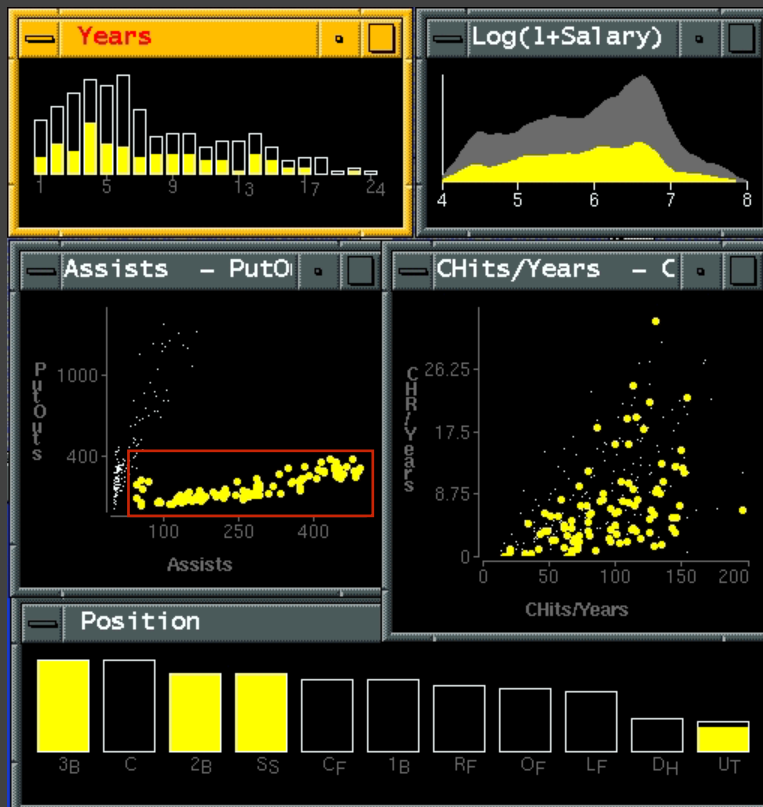 Years
1 5 9 13 17 24
Log(1+Salary)
4 5 6 7 8
Assists - PutO
PutOuts
1000
400
100 250 400
Assists
CHits/Years - C
CHR/Years
26.25
17.5
8.75
0
0 50 100 150 200
CHits/Years
Position
3B C 2B SS CF 1B RF OF LF DH UT